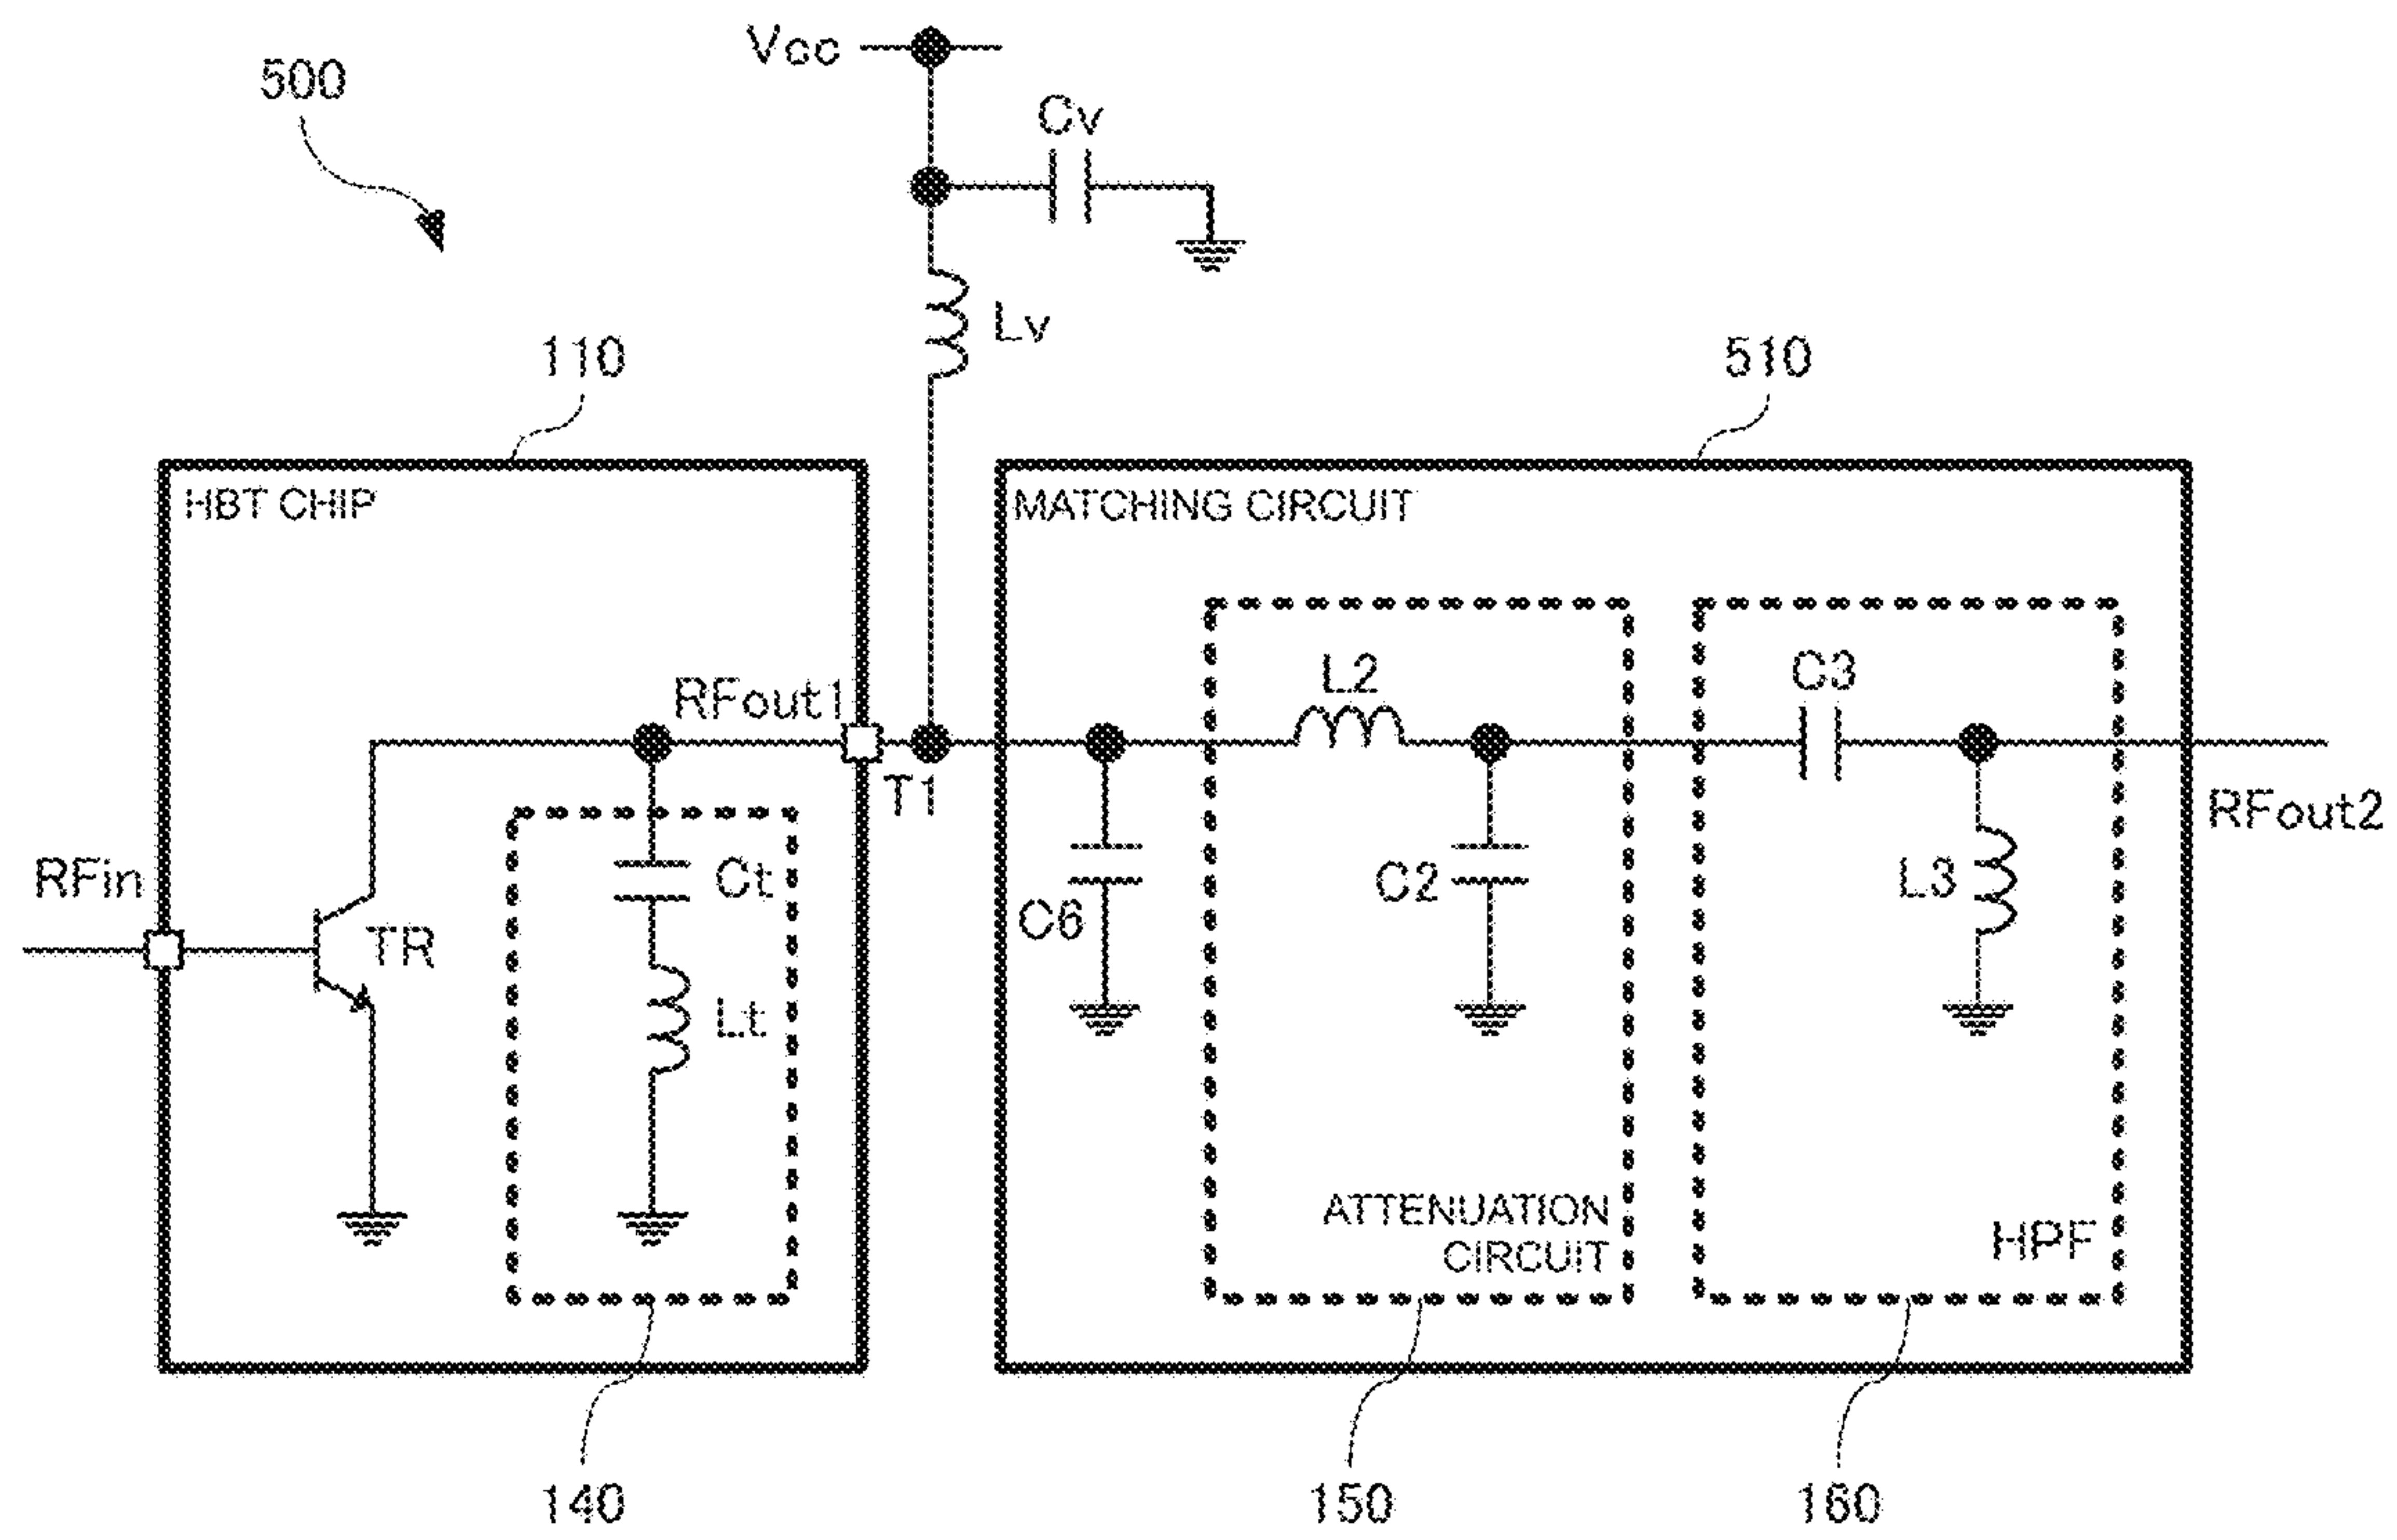 Vcc
500
Cv
Lv
110
510
HBT CHIP
MATCHING CIRCUIT
L2
C3
RFout1
T1
RFout2
RFin
TR
Ct
C6
C2
L3
Lt
ATTENUATION
CIRCUIT
HPF
140
150
160